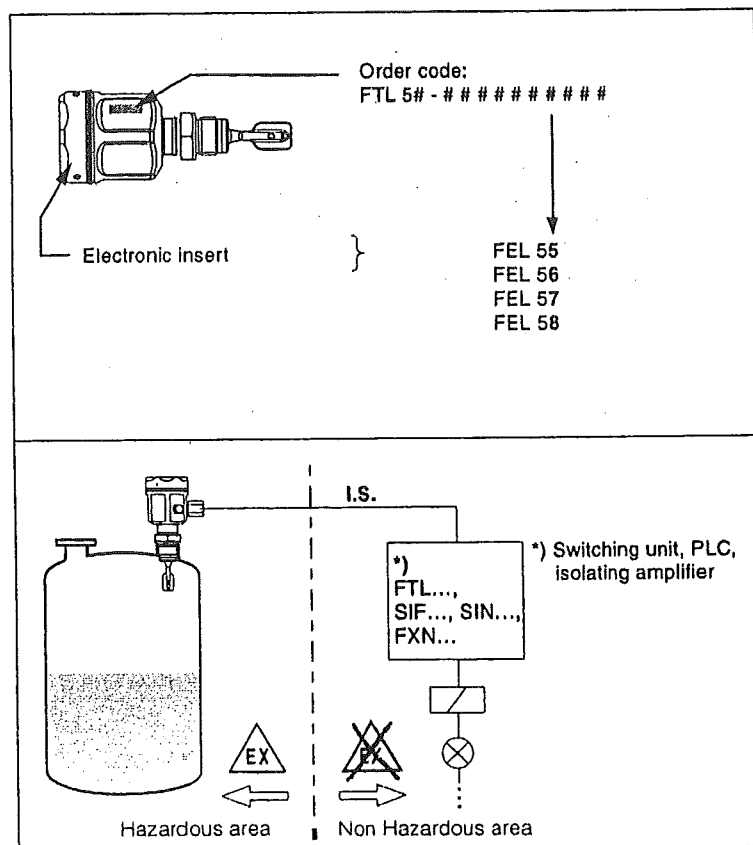 Order code:
FTL 5# - # # # # # # # # # #
Electronic insert }
FEL 55
FEL 56
FEL 57
FEL 58
I.S.
*) Switching unit, PLC,
isolating amplifier
*)
FTL...,
SIF..., SIN...,
FXN...
EX
EX
Hazardous area
Non Hazardous area